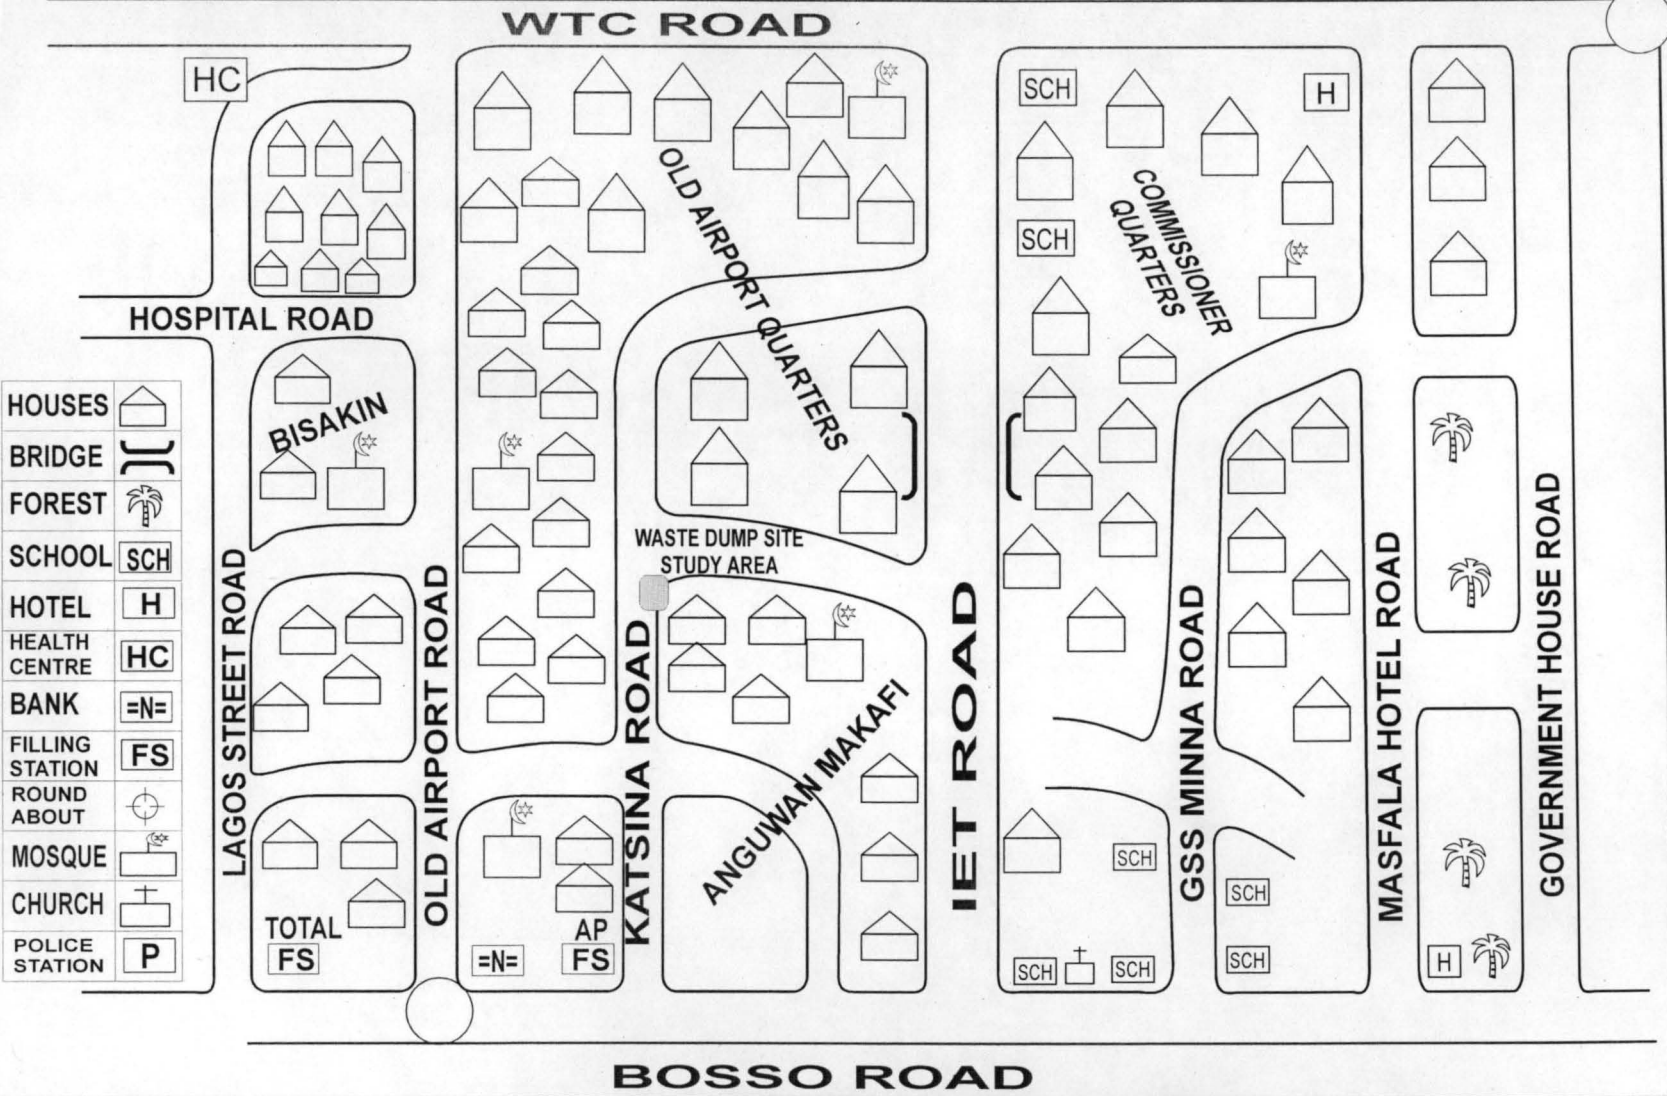 WTC ROAD
HC
SCH
H
OLD AIRPORT QUARTERS
COMMISSIONER
QUARTERS
SCH
HOSPITAL ROAD
BISAKIN
HOUSES
BRIDGE
FOREST
SCHOOL SCH
HOTEL H
HEALTH
CENTRE HC
BANK =N=
FILLING
STATION FS
ROUND
ABOUT
MOSQUE
CHURCH
POLICE
STATION P
WASTE DUMP SITE
STUDY AREA
LAGOS STREET ROAD
OLD AIRPORT ROAD
KATSINA ROAD
ANGUWAN MAKAFI
IET ROAD
GSS MINNA ROAD
MASFALA HOTEL ROAD
GOVERNMENT HOUSE ROAD
SCH
SCH
TOTAL
FS
=N=
AP
FS
SCH
SCH
SCH
H
BOSSO ROAD